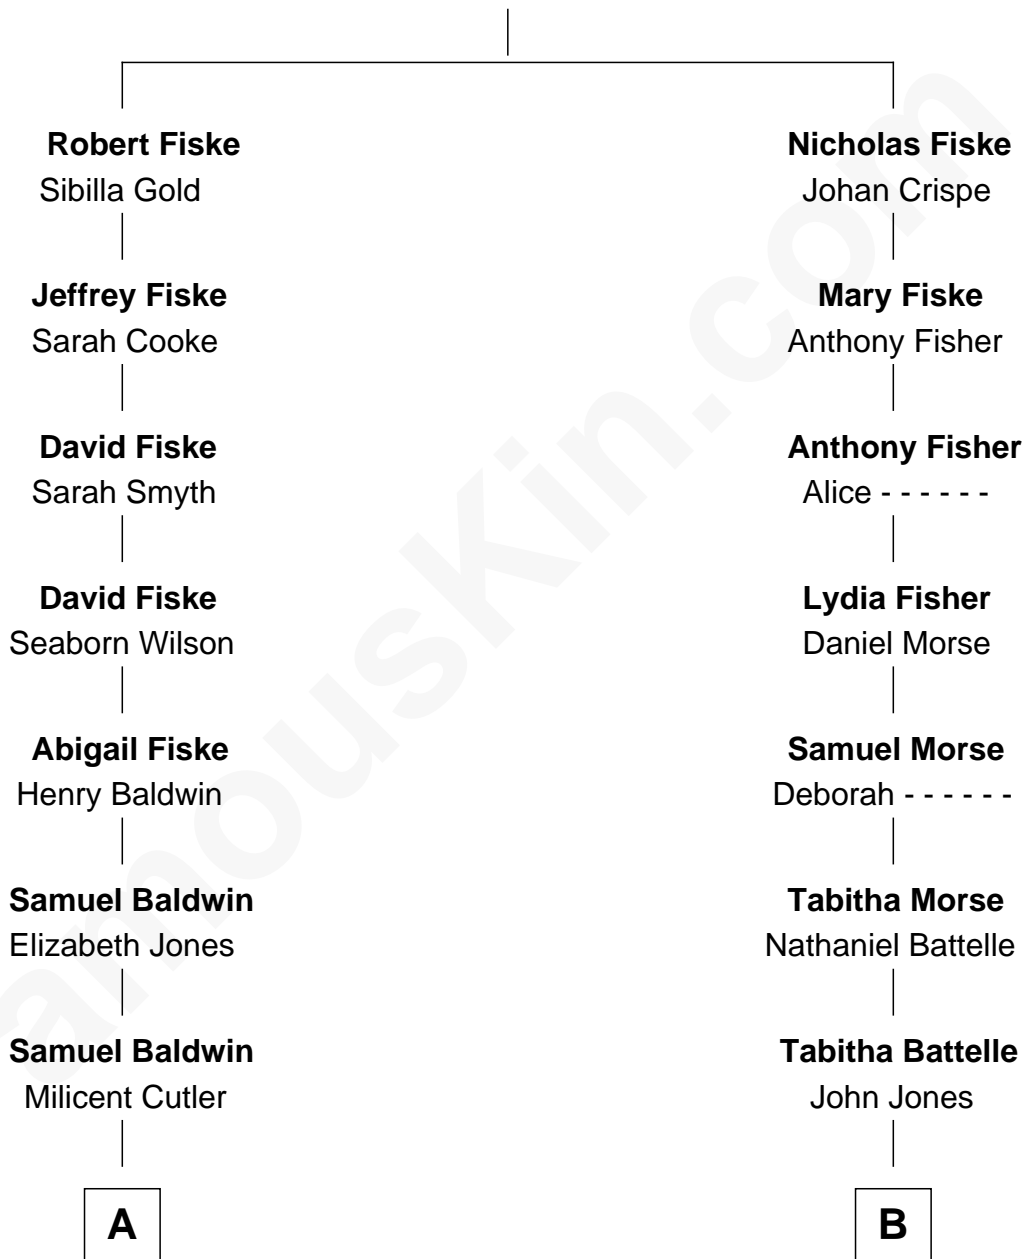 Robert Fiske
Sibilla Gold
Nicholas Fiske
Johan Crispe
Jeffrey Fiske
Sarah Cooke
Mary Fiske
Anthony Fisher
David Fiske
Sarah Smyth
Anthony Fisher
Alice - - - - - -
David Fiske
Seaborn Wilson
Lydia Fisher
Daniel Morse
Abigail Fiske
Henry Baldwin
Samuel Morse
Deborah - - - - - -
Samuel Baldwin
Elizabeth Jones
Tabitha Morse
Nathaniel Battelle
Samuel Baldwin
Milicent Cutler
Tabitha Battelle
John Jones
A
B
amousKin.com